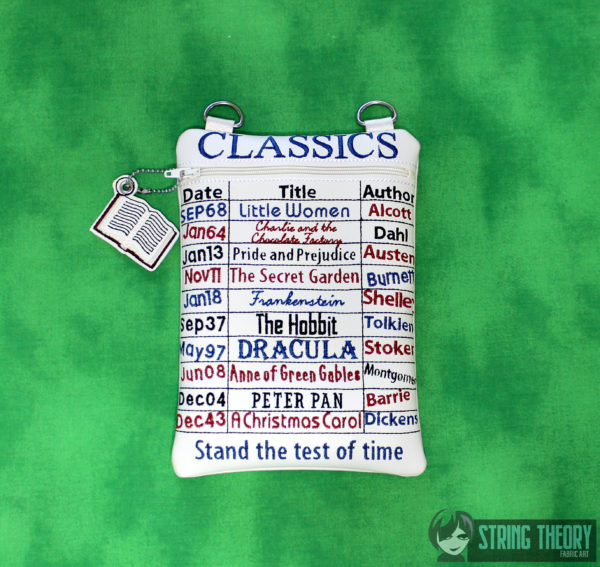 CLASSICS
Date Title Author
SEP68 Little Women Alcott
Jan64 Charlie and the
Chocolate Factory Dahl
Jan13 Pride and Prejudice Austen
Nov11 The Secret Garden Burnett
Jan18 Frankenstein Shelley
Sep37 The Hobbit Tolkien
May97 DRACULA Stoker
Jun08 Anne of Green Gables Montgomery
Dec04 PETER PAN Barrie
Dec43 A Christmas Carol Dickens
Stand the test of time
STRING THEORY
FABRIC ART